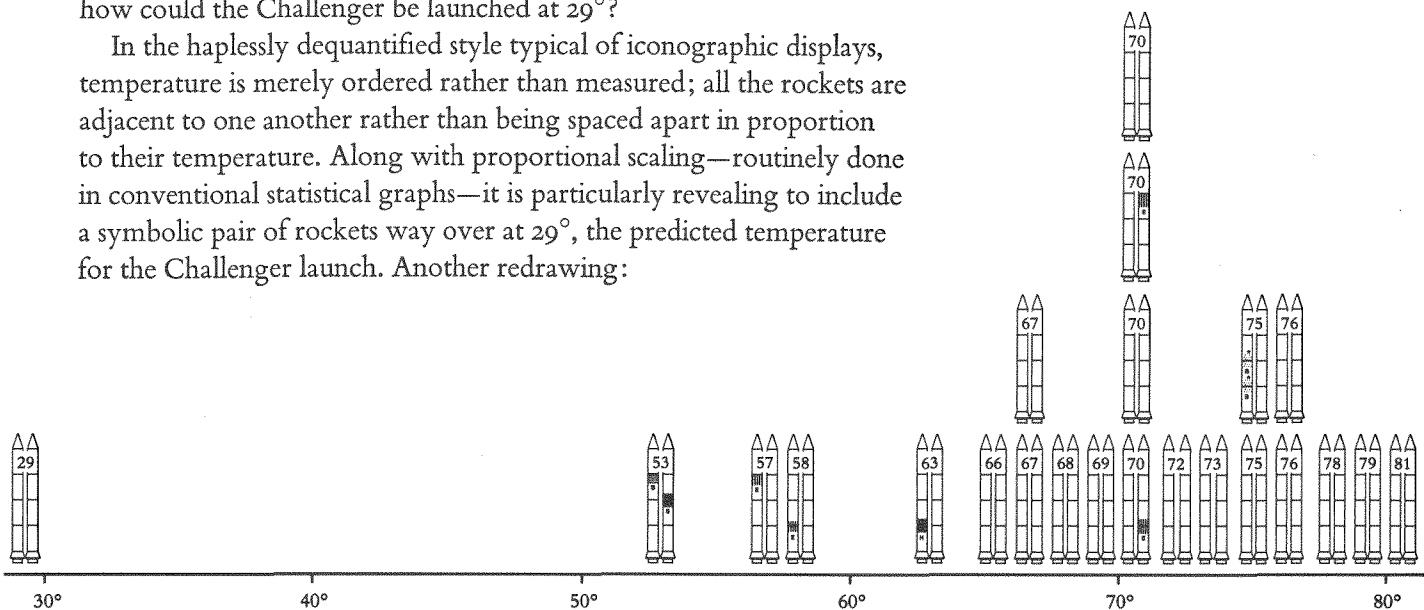 how could the Challenger be launched at 29°?
In the haplessly dequantified style typical of iconographic displays,
temperature is merely ordered rather than measured; all the rockets are
adjacent to one another rather than being spaced apart in proportion
to their temperature. Along with proportional scaling—routinely done
in conventional statistical graphs—it is particularly revealing to include
a symbolic pair of rockets way over at 29°, the predicted temperature
for the Challenger launch. Another redrawing:
70
70
67 70 75 76
29 53 57 58 63 66 67 68 69 70 72 73 75 76 78 79 81
30° 40° 50° 60° 70° 80°